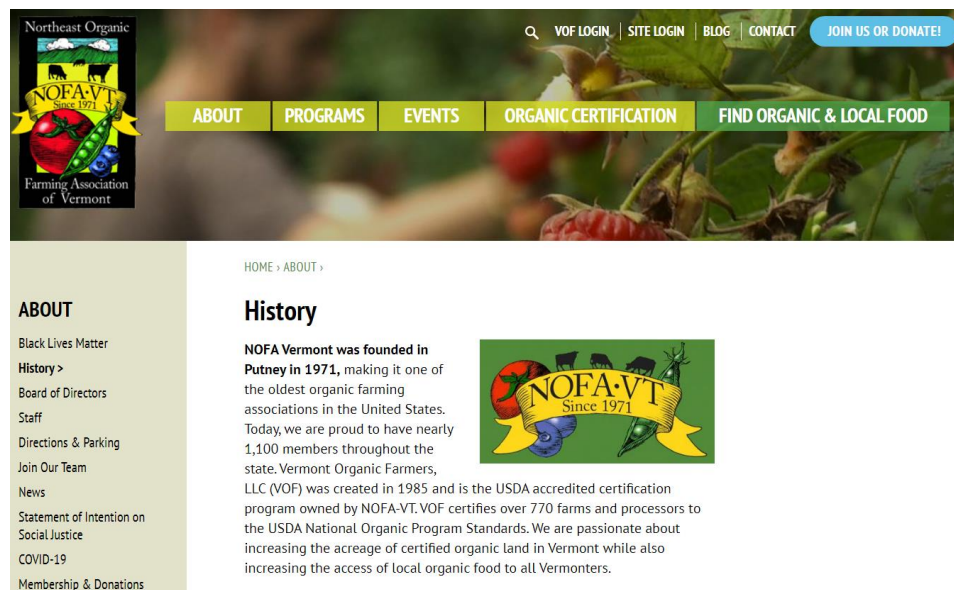 Northeast Organic
NOFA·VT
Since 1971
Farming Association
of Vermont
VOF LOGIN
SITE LOGIN
BLOG
CONTACT
JOIN US OR DONATE!
ABOUT
PROGRAMS
EVENTS
ORGANIC CERTIFICATION
FIND ORGANIC & LOCAL FOOD
ABOUT
Black Lives Matter
History >
Board of Directors
Staff
Directions & Parking
Join Our Team
News
Statement of Intention on
Social Justice
COVID-19
Membership & Donations
HOME › ABOUT ›
History
NOFA Vermont was founded in
Putney in 1971, making it one of
the oldest organic farming
associations in the United States.
Today, we are proud to have nearly
1,100 members throughout the
state. Vermont Organic Farmers,
LLC (VOF) was created in 1985 and is the USDA accredited certification
program owned by NOFA-VT. VOF certifies over 770 farms and processors to
the USDA National Organic Program Standards. We are passionate about
increasing the acreage of certified organic land in Vermont while also
increasing the access of local organic food to all Vermonters.
NOFA·VT
Since 1971